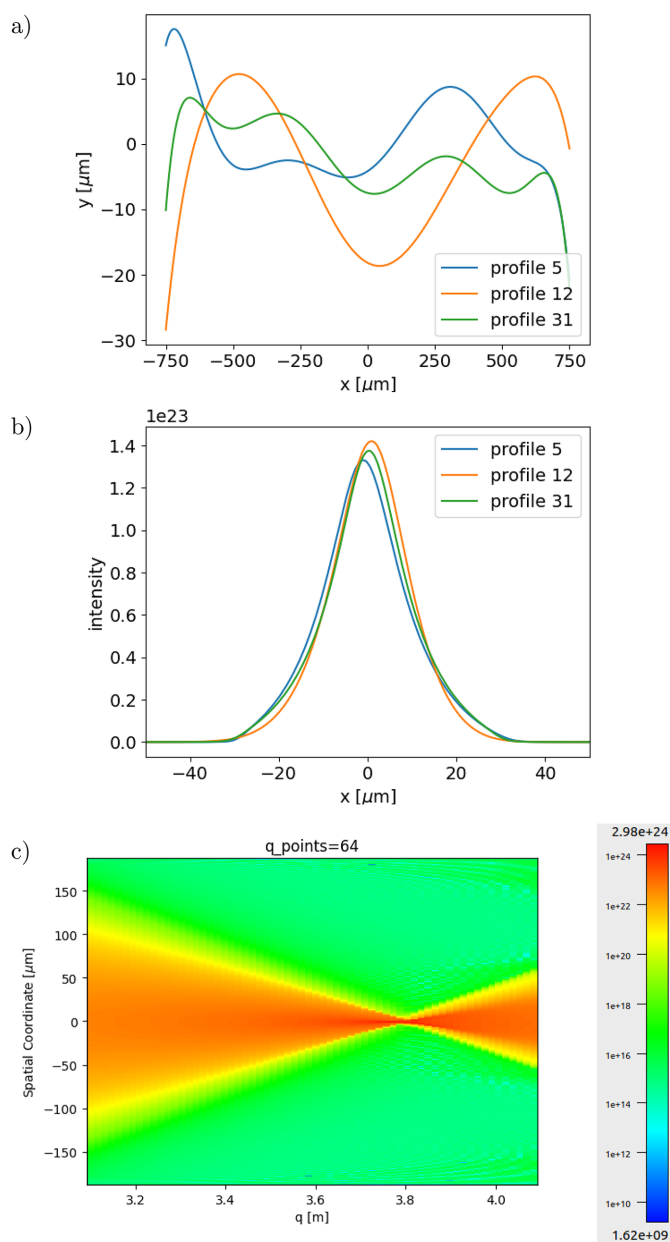 a)
10
0
−10
−20
−30
y [μm]
profile 5
profile 12
profile 31
−750 −500 −250 0 250 500 750
x [μm]
b)
1e23
1.4
1.2
1.0
0.8
0.6
0.4
0.2
0.0
intensity
profile 5
profile 12
profile 31
−40 −20 0 20 40
x [μm]
c)
q_points=64
150
100
50
0
−50
−100
−150
Spatial Coordinate [μm]
3.2 3.4 3.6 3.8 4.0
q [m]
2.98e+24
1e+24
1e+22
1e+20
1e+18
1e+16
1e+14
1e+12
1e+10
1.62e+09